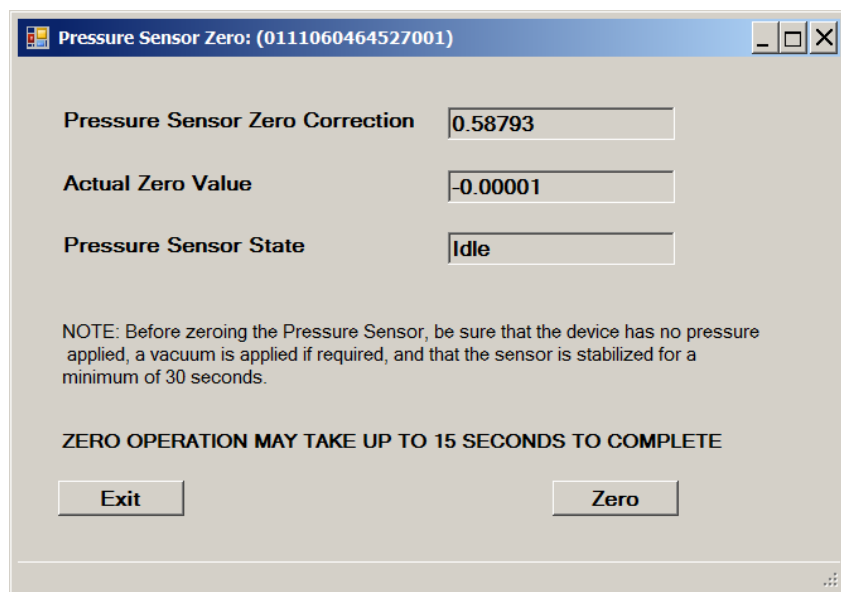 Pressure Sensor Zero: (0111060464527001)
Pressure Sensor Zero Correction 0.58793
Actual Zero Value -0.00001
Pressure Sensor State Idle
NOTE: Before zeroing the Pressure Sensor, be sure that the device has no pressure
applied, a vacuum is applied if required, and that the sensor is stabilized for a
minimum of 30 seconds.
ZERO OPERATION MAY TAKE UP TO 15 SECONDS TO COMPLETE
Exit Zero